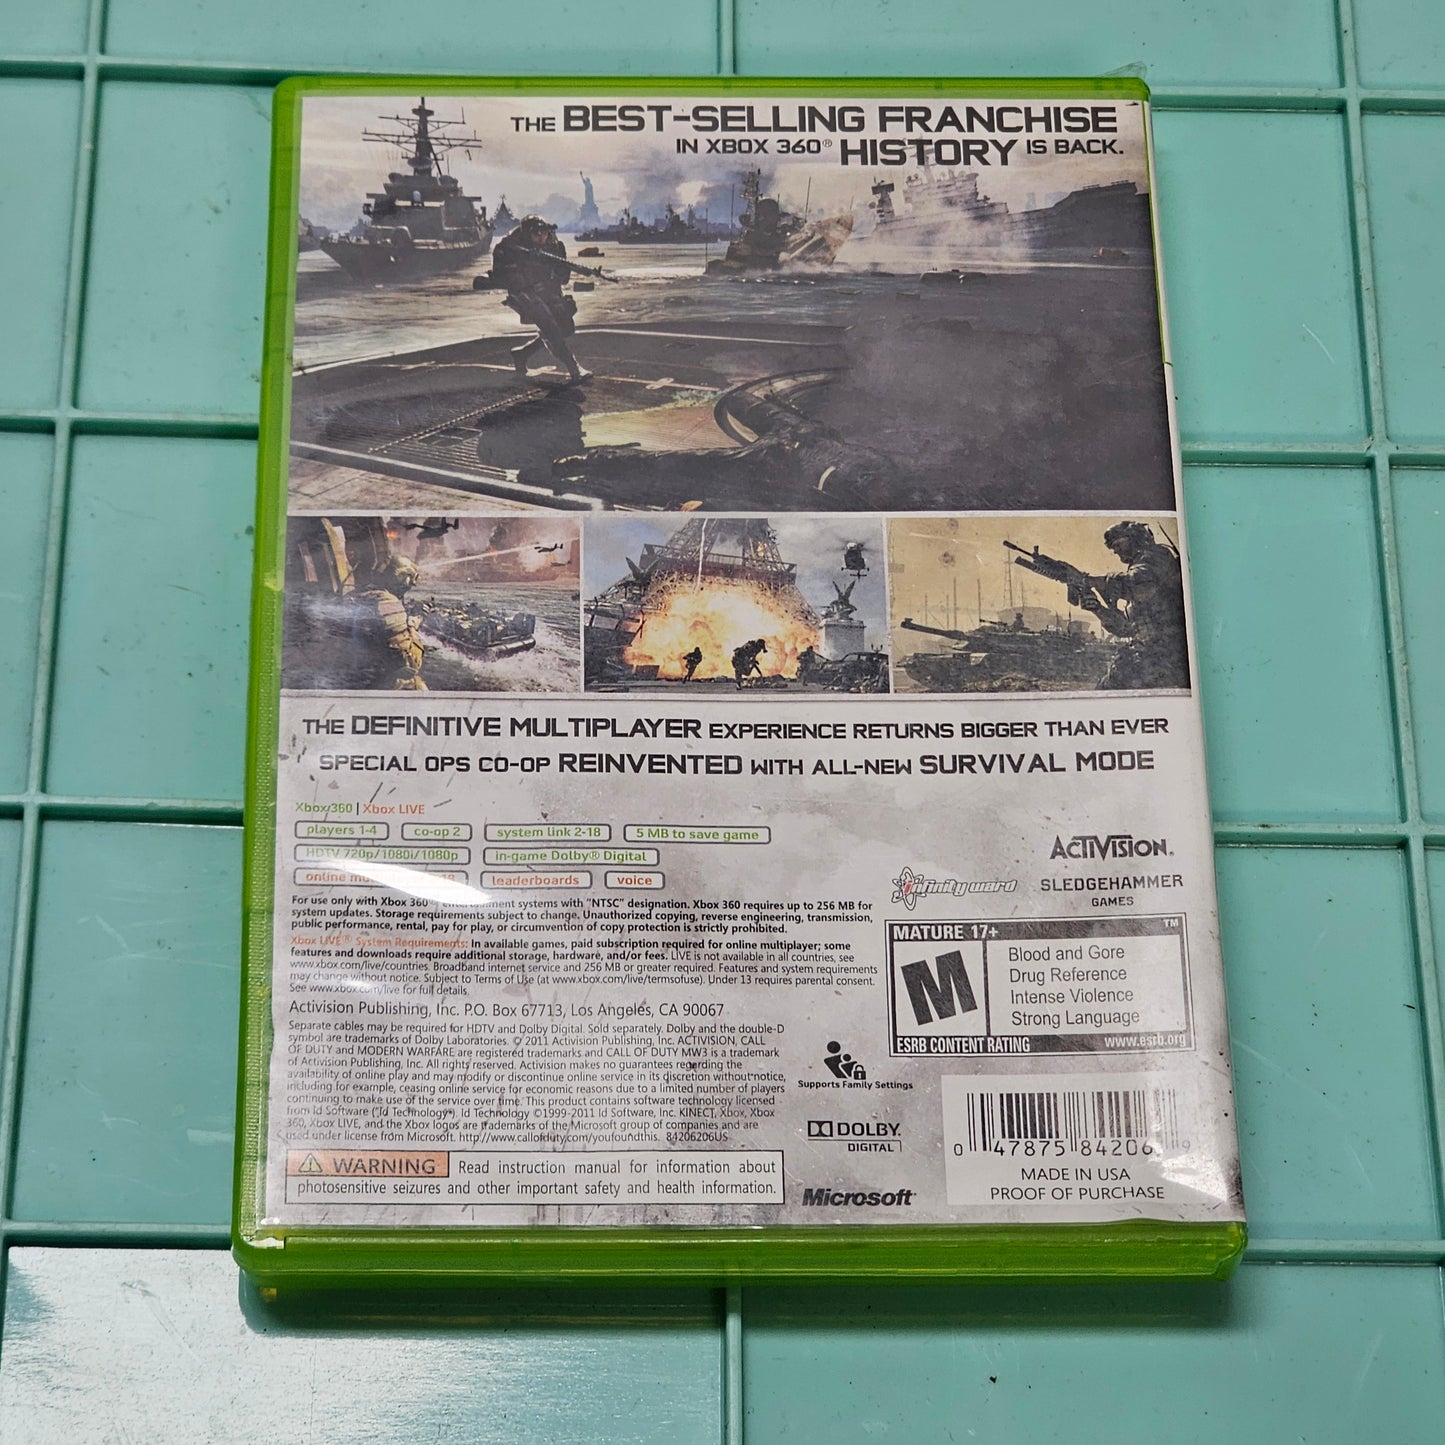 THE BEST-SELLING FRANCHISE
IN XBOX 360® HISTORY IS BACK.
THE DEFINITIVE MULTIPLAYER EXPERIENCE RETURNS BIGGER THAN EVER
SPECIAL OPS CO-OP REINVENTED WITH ALL-NEW SURVIVAL MODE
Xbox 360 | Xbox LIVE
players 1-4 co-op 2 system link 2-18 5 MB to save game
HDTV 720p/1080i/1080p in-game Dolby® Digital
online leaderboards voice
For use only with Xbox 360® entertainment systems with "NTSC" designation. Xbox 360 requires up to 256 MB for
system updates. Storage requirements subject to change. Unauthorized copying, reverse engineering, transmission,
public performance, rental, pay for play, or circumvention of copy protection is strictly prohibited.
Xbox LIVE® System Requirements: In available games, paid subscription required for online multiplayer; some
features and downloads require additional storage, hardware, and/or fees. LIVE is not available in all countries, see
www.xbox.com/live/countries. Broadband internet service and 256 MB or greater required. Features and system requirements
may change without notice. Subject to Terms of Use (at www.xbox.com/live/termsofuse). Under 13 requires parental consent.
See www.xbox.com/live for full details.
Activision Publishing, Inc. P.O. Box 67713, Los Angeles, CA 90067
Separate cables may be required for HDTV and Dolby Digital. Sold separately. Dolby and the double-D
symbol are trademarks of Dolby Laboratories. © 2011 Activision Publishing, Inc. ACTIVISION, CALL
OF DUTY and MODERN WARFARE are registered trademarks and CALL OF DUTY MW3 is a trademark
of Activision Publishing, Inc. All rights reserved. Activision makes no guarantees regarding the
availability of online play and may modify or discontinue online service in its discretion without notice,
including for example, ceasing online service for economic reasons due to a limited number of players
continuing to make use of the service over time. This product contains software technology licensed
from Id Software ("Id Technology"). Id Technology ©1999-2011 Id Software, Inc. KINECT, Xbox, Xbox
360, Xbox LIVE, and the Xbox logos are trademarks of the Microsoft group of companies and are
used under license from Microsoft. http://www.callofduty.com/youfoundthis. 84206206US
WARNING Read instruction manual for information about
photosensitive seizures and other important safety and health information.
ACTIVISION.
infinity ward SLEDGEHAMMER
GAMES
MATURE 17+ ™
M
Blood and Gore
Drug Reference
Intense Violence
Strong Language
ESRB CONTENT RATING www.esrb.org
Supports Family Settings
DOLBY.
DIGITAL
Microsoft®
0 47875 84206 9
MADE IN USA
PROOF OF PURCHASE